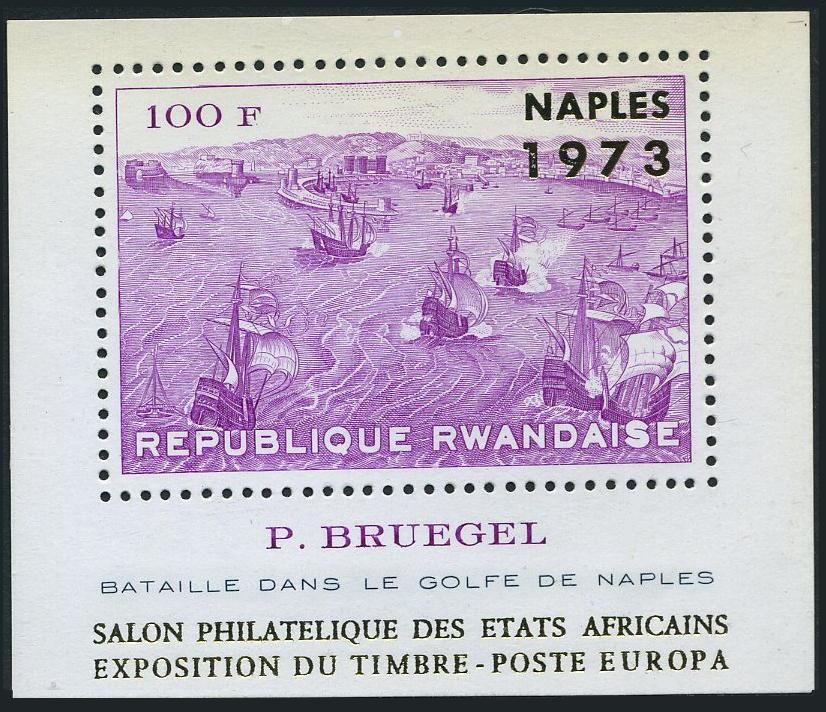 100 F
NAPLES
1973
REPUBLIQUE RWANDAISE
P. BRUEGEL
BATAILLE DANS LE GOLFE DE NAPLES
SALON PHILATELIQUE DES ETATS AFRICAINS
EXPOSITION DU TIMBRE-POSTE EUROPA